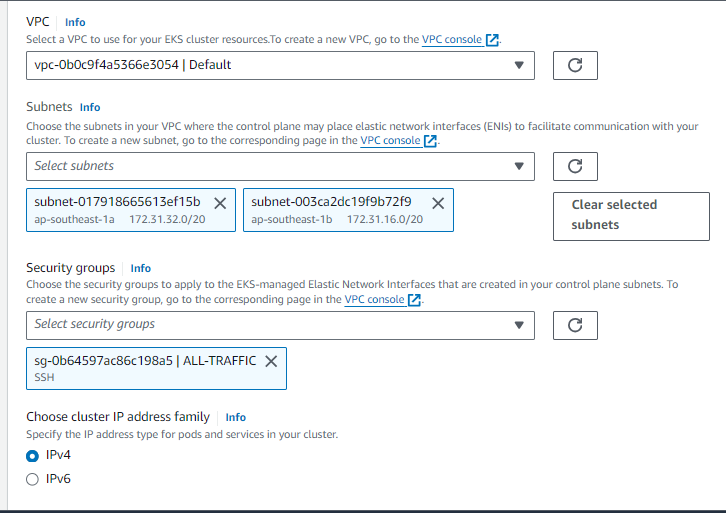 VPC Info
Select a VPC to use for your EKS cluster resources.To create a new VPC, go to the VPC console.
vpc-0b0c9f4a5366e3054 | Default
Subnets Info
Choose the subnets in your VPC where the control plane may place elastic network interfaces (ENIs) to facilitate communication with your
cluster. To create a new subnet, go to the corresponding page in the VPC console.
Select subnets
subnet-017918665613ef15b
ap-southeast-1a 172.31.32.0/20
subnet-003ca2dc19f9b72f9
ap-southeast-1b 172.31.16.0/20
Clear selected
subnets
Security groups Info
Choose the security groups to apply to the EKS-managed Elastic Network Interfaces that are created in your control plane subnets. To
create a new security group, go to the corresponding page in the VPC console.
Select security groups
sg-0b64597ac86c198a5 | ALL-TRAFFIC
SSH
Choose cluster IP address family Info
Specify the IP address type for pods and services in your cluster.
IPv4
IPv6